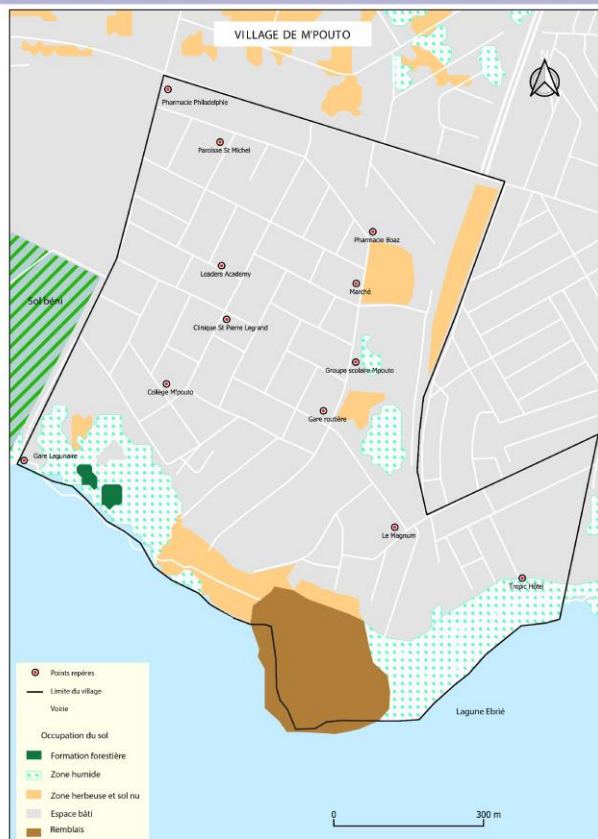 VILLAGE DE M'POUTO
N
Pharmacie Philadelphie
Paroisse St Michel
Pharmacie Boaz
Leaders Academy
Marché
Sol béni
Clinique St Pierre Legrand
Groupe scolaire Mpouto
Collège M'pouto
Gare routière
Gare Lagunaire
Le Magnum
Tropic Hôtel
Lagune Ebrié
Points repères
Limite du village
Voirie
Occupation du sol
Formation forestière
Zone humide
Zone herbeuse et sol nu
Espace bâti
Remblais
0 300 m